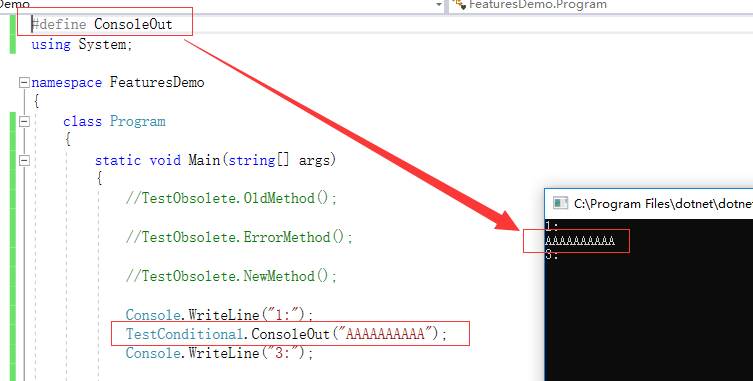 Demo
FeaturesDemo.Program
#define ConsoleOut
using System;
namespace FeaturesDemo
{
class Program
{
static void Main(string[] args)
{
//TestObsolete.OldMethod();
//TestObsolete.ErrorMethod();
//TestObsolete.NewMethod();
Console.WriteLine("1:");
TestConditional.ConsoleOut("AAAAAAAAAA");
Console.WriteLine("3:");
C:\Program Files\dotnet\dotne
1:
AAAAAAAAAA
3: